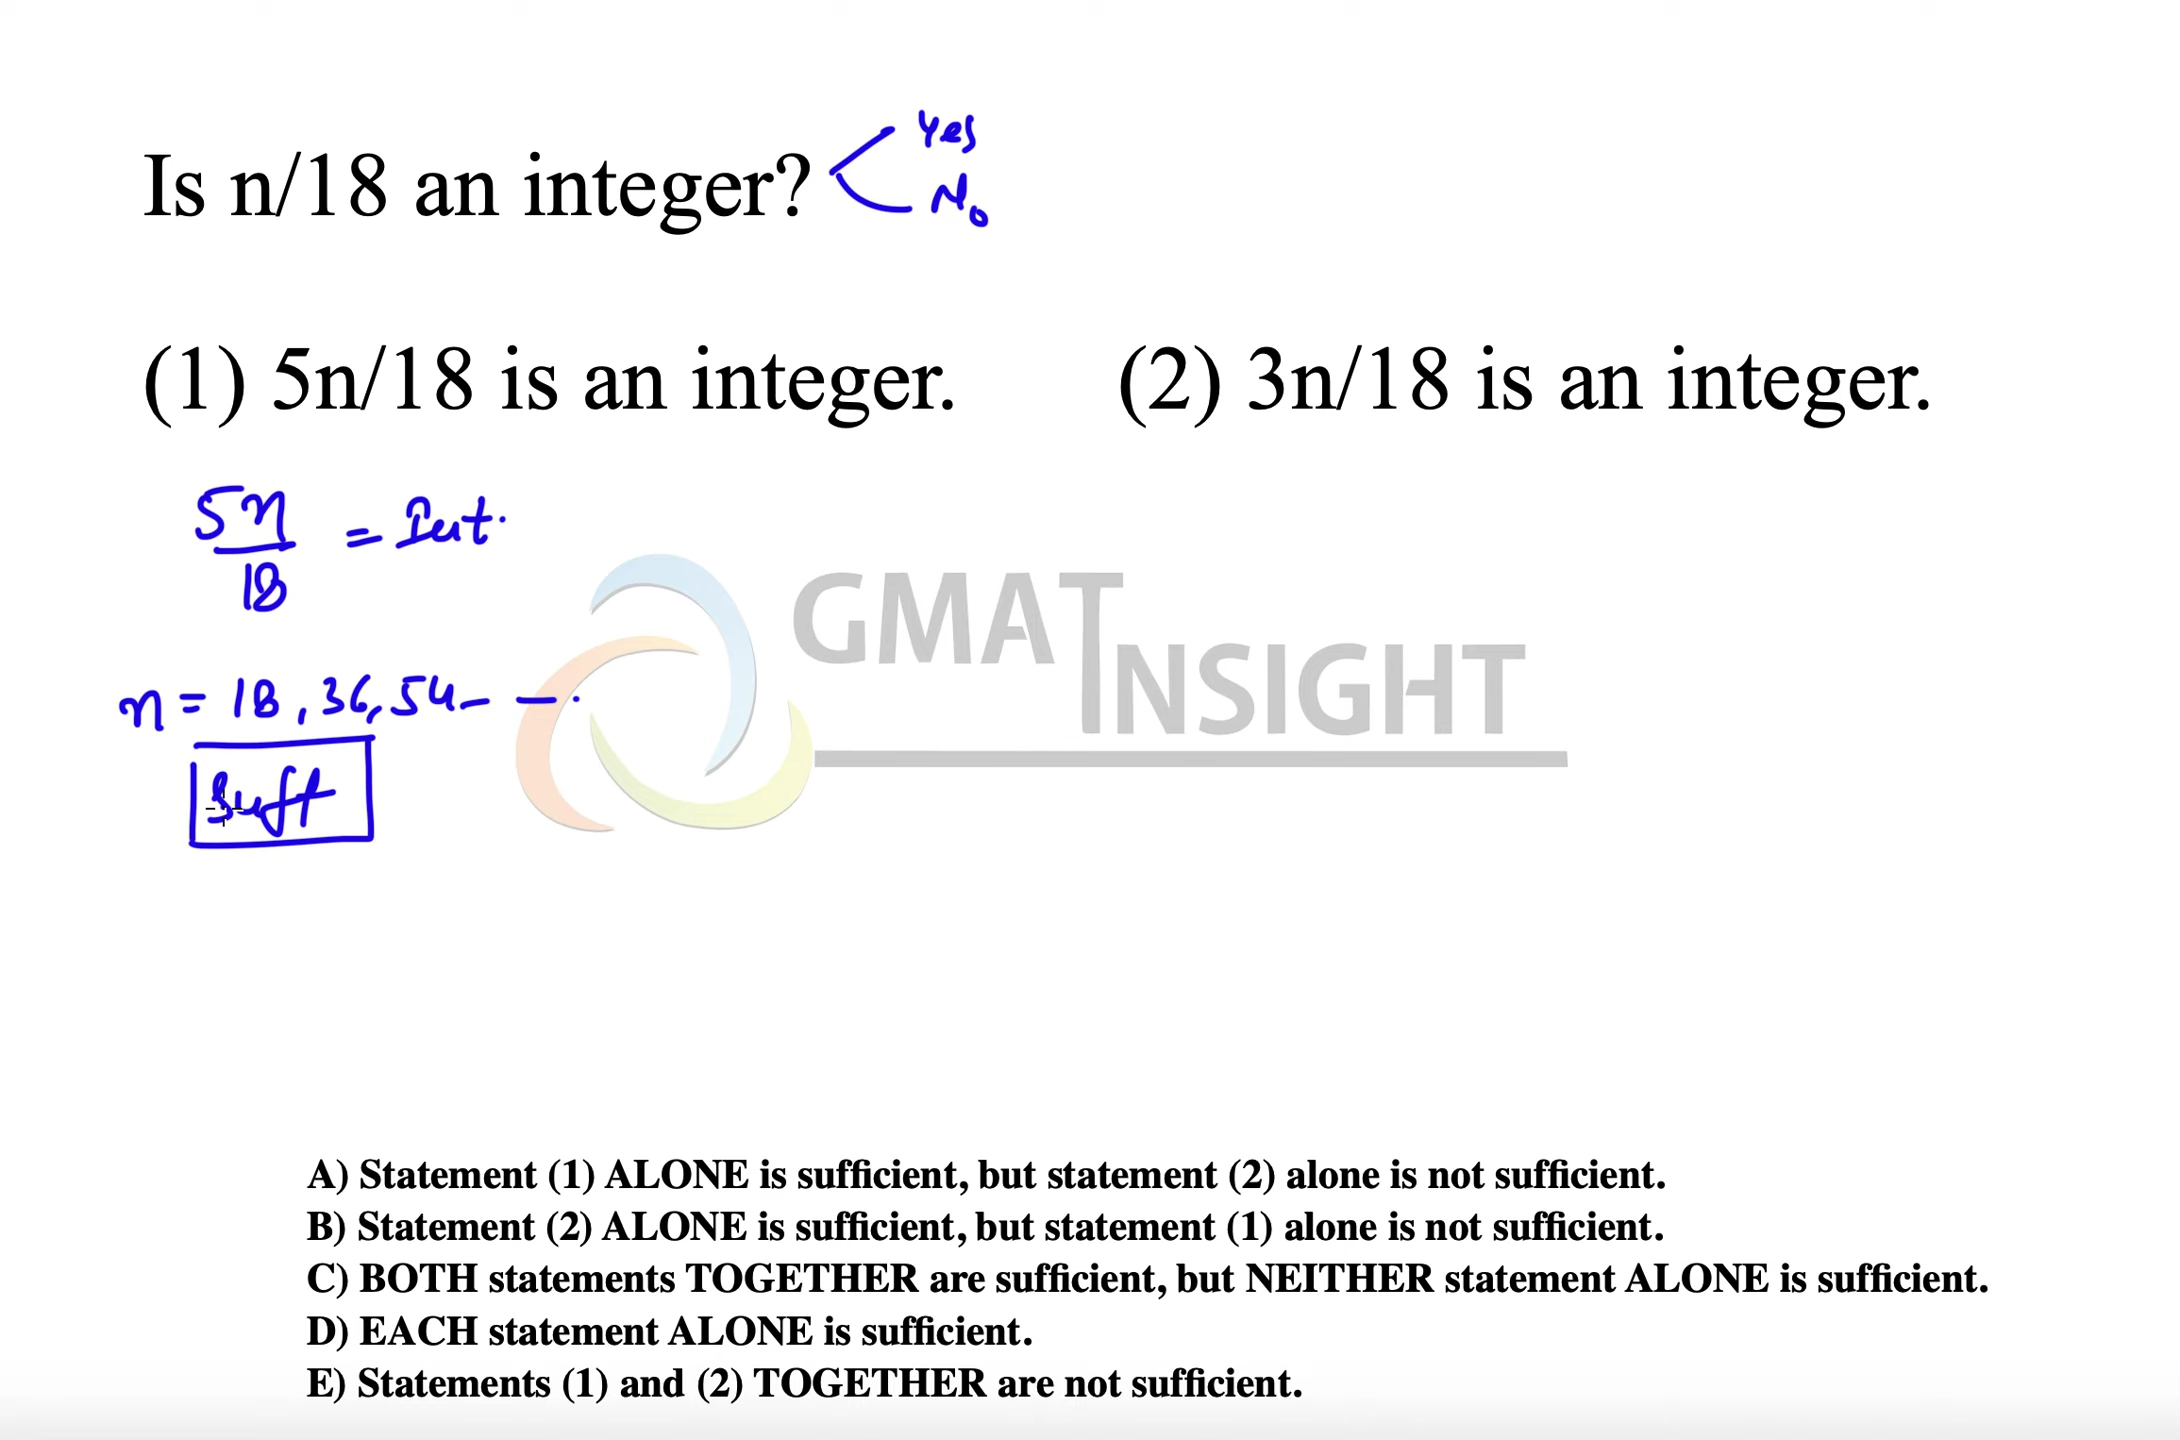 Is n/18 an integer?
Yes
No
(1) 5n/18 is an integer.
(2) 3n/18 is an integer.
5n/18 = Int.
n = 18, 36, 54 - - .
Suff
GMAT INSIGHT
A) Statement (1) ALONE is sufficient, but statement (2) alone is not sufficient.
B) Statement (2) ALONE is sufficient, but statement (1) alone is not sufficient.
C) BOTH statements TOGETHER are sufficient, but NEITHER statement ALONE is sufficient.
D) EACH statement ALONE is sufficient.
E) Statements (1) and (2) TOGETHER are not sufficient.